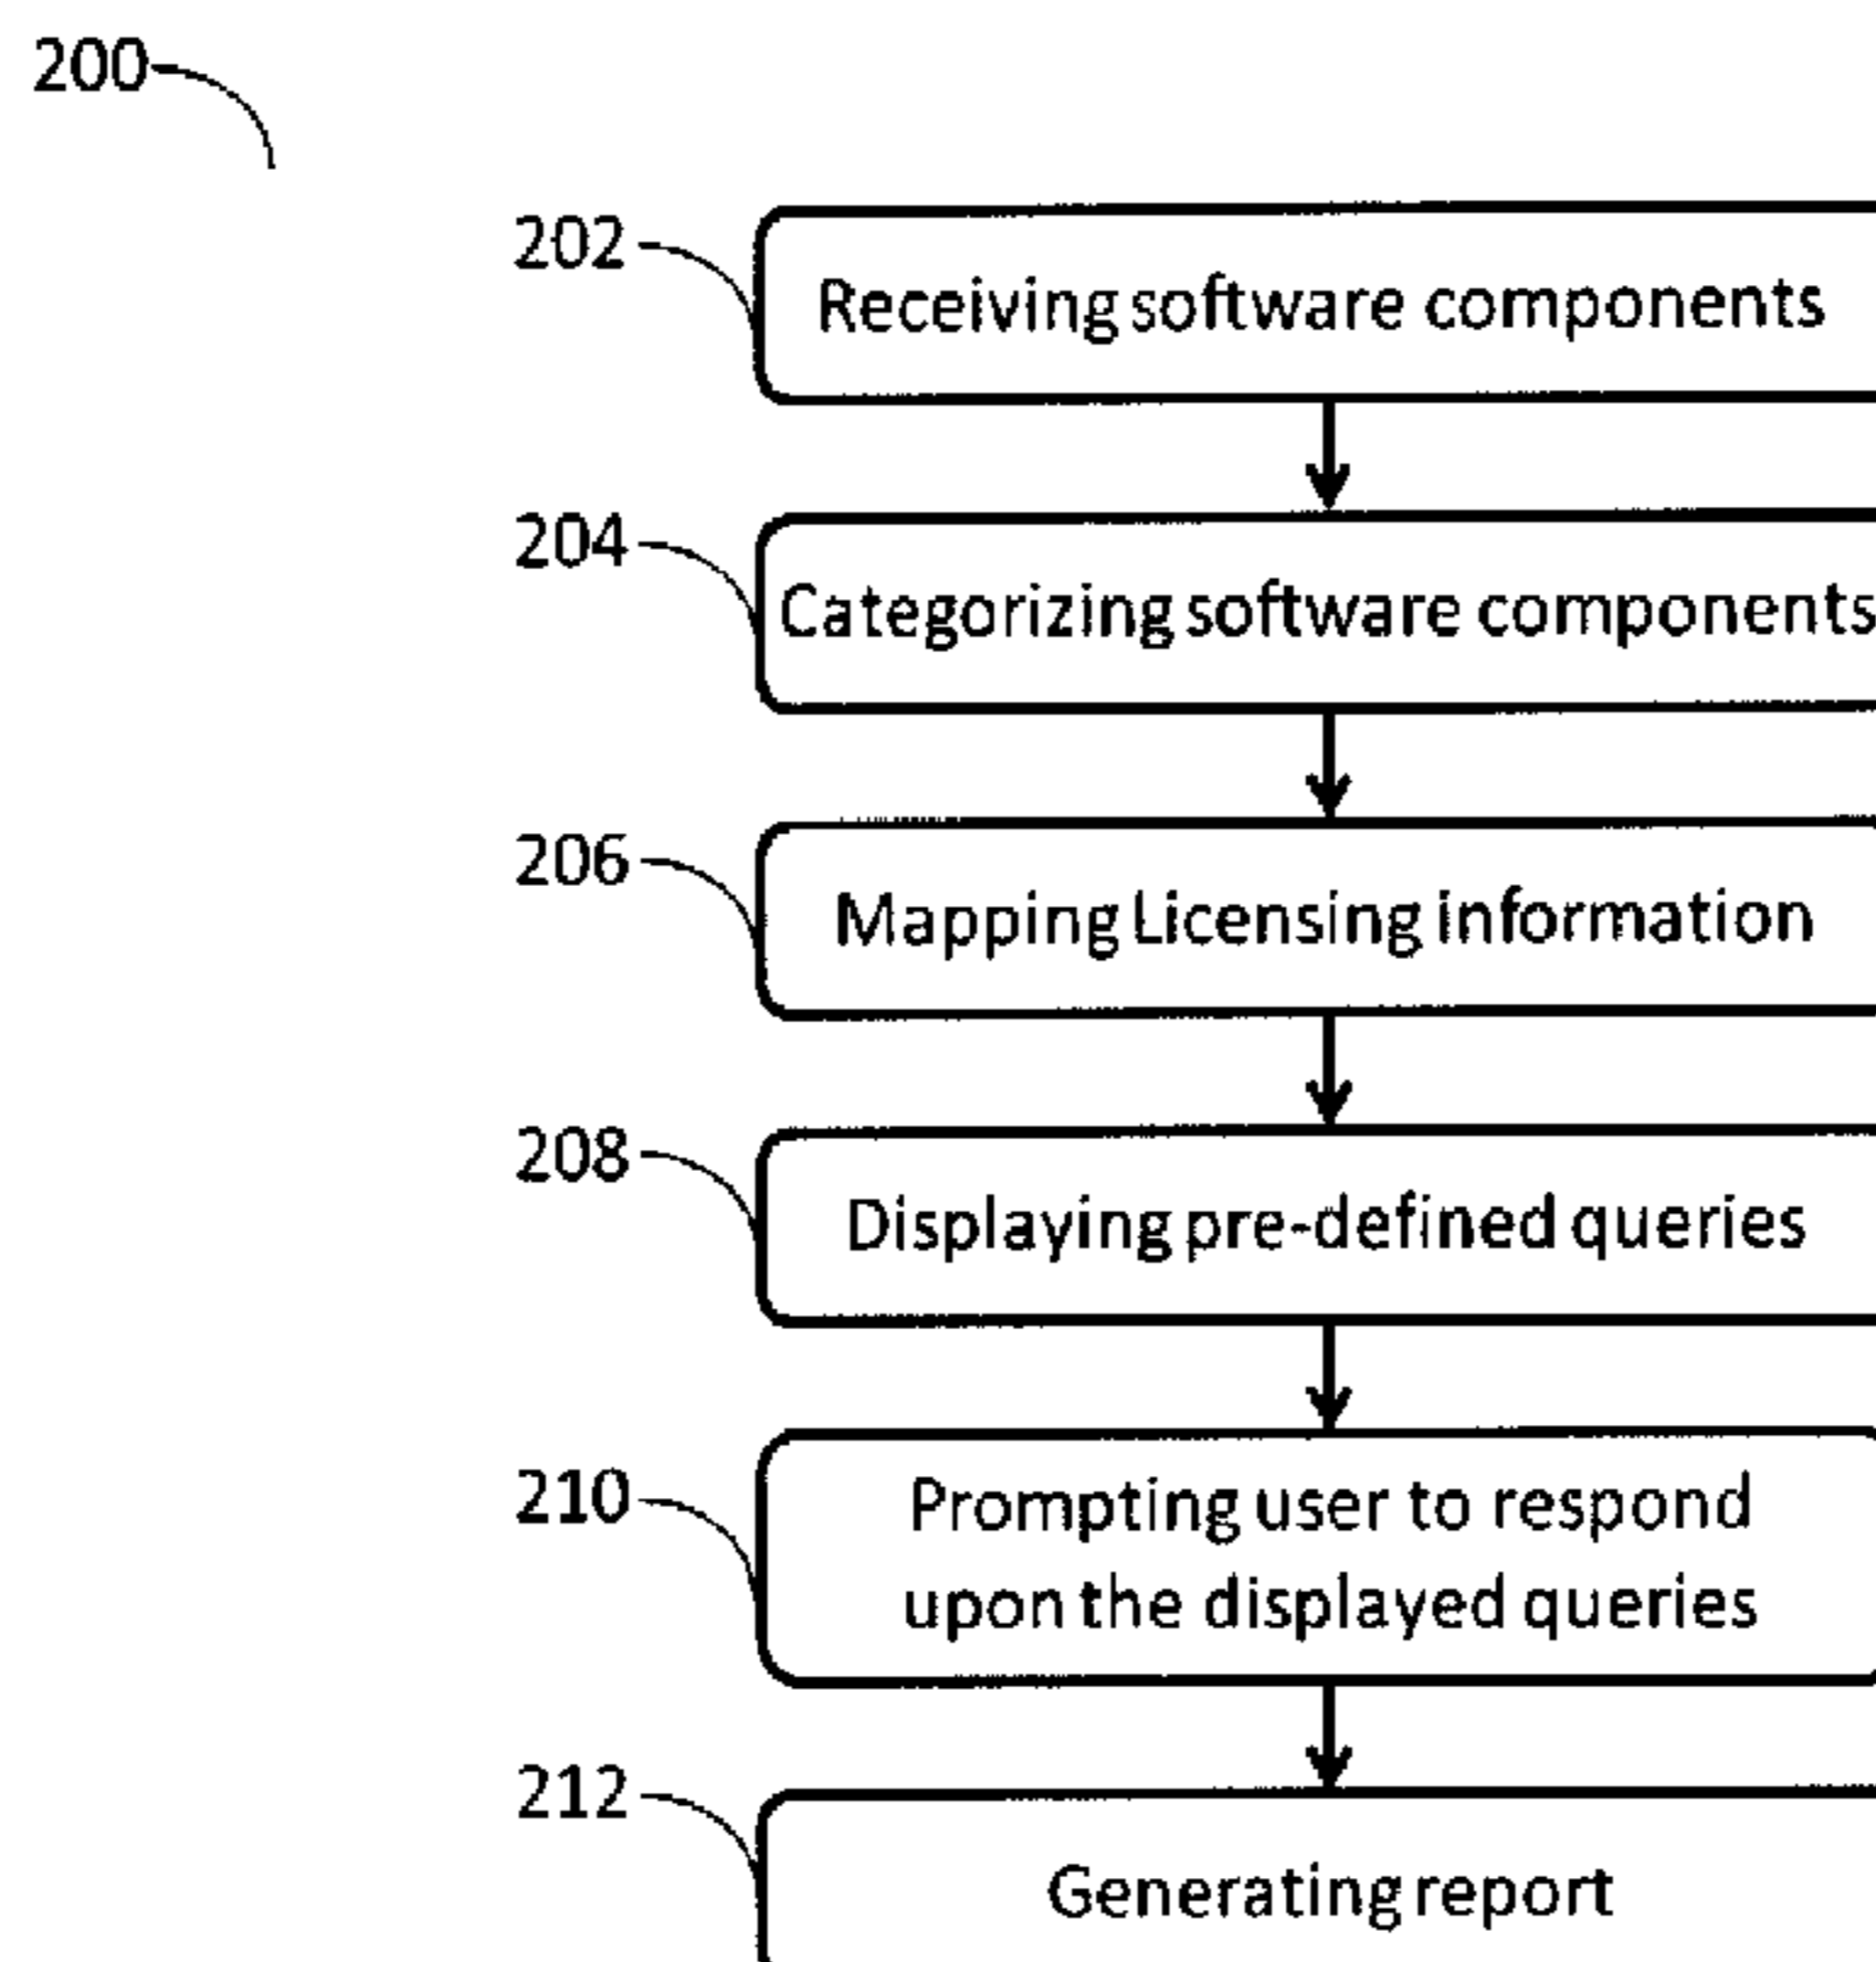 200
202
Receiving software components
204
Categorizing software components
206
Mapping Licensing information
208
Displaying pre-defined queries
210
Prompting user to respond
upon the displayed queries
212
Generating report